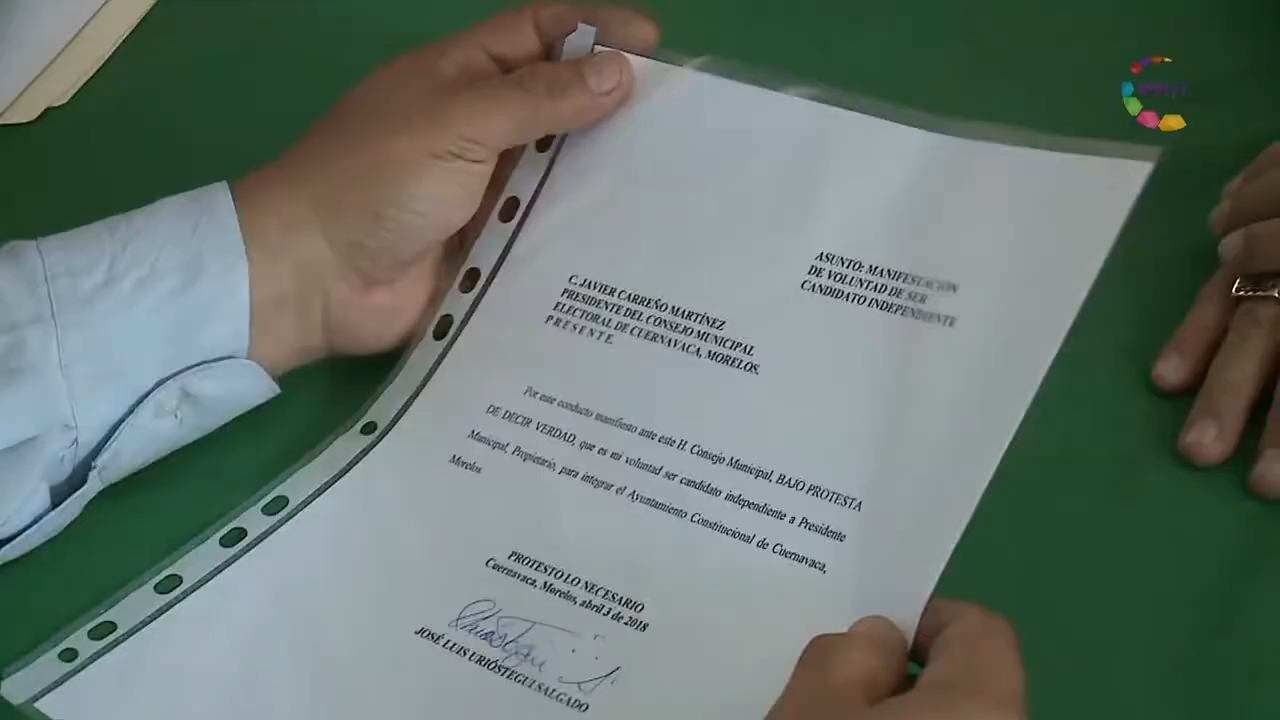 ASUNTO: MANIFESTACIÓN
DE VOLUNTAD DE SER
CANDIDATO INDEPENDIENTE
C. JAVIER CARREÑO MARTÍNEZ
PRESIDENTE DEL CONSEJO MUNICIPAL
ELECTORAL DE CUERNAVACA, MORELOS.
P R E S E N T E.
Por este conducto manifiesto ante este H. Consejo Municipal, BAJO PROTESTA
DE DECIR VERDAD, que es mi voluntad ser candidato independiente a Presidente
Municipal, Propietario, para integrar el Ayuntamiento Constitucional de Cuernavaca,
Morelos.
PROTESTO LO NECESARIO
Cuernavaca, Morelos, abril 3 de 2018
JOSÉ LUIS URIÓSTEGUI SALGADO